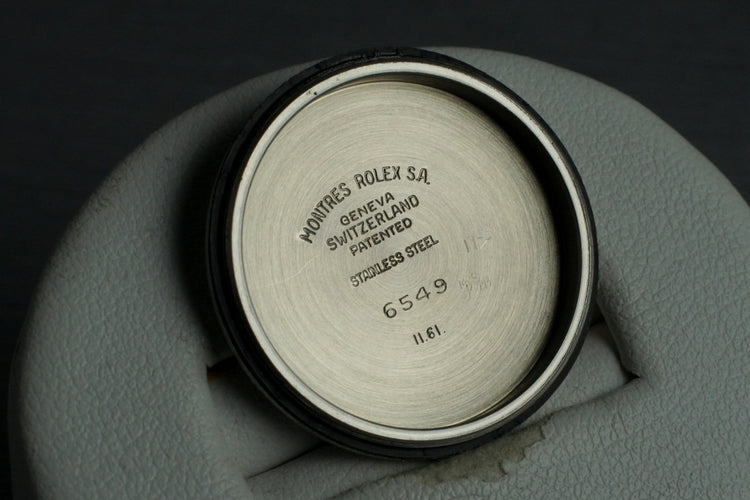 MONTRES ROLEX S.A.
GENEVA
SWITZERLAND
PATENTED
STAINLESS STEEL
6549
11.61.